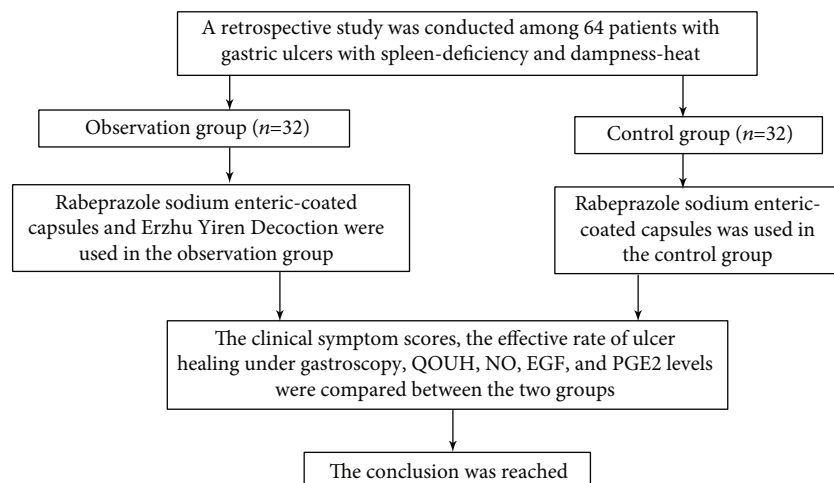 A retrospective study was conducted among 64 patients with
gastric ulcers with spleen-deficiency and dampness-heat
Observation group (n=32)
Control group (n=32)
Rabeprazole sodium enteric-coated
capsules and Erzhu Yiren Decoction were
used in the observation group
Rabeprazole sodium enteric-
coated capsules was used in
the control group
The clinical symptom scores, the effective rate of ulcer
healing under gastroscopy, QOUH, NO, EGF, and PGE2 levels
were compared between the two groups
The conclusion was reached